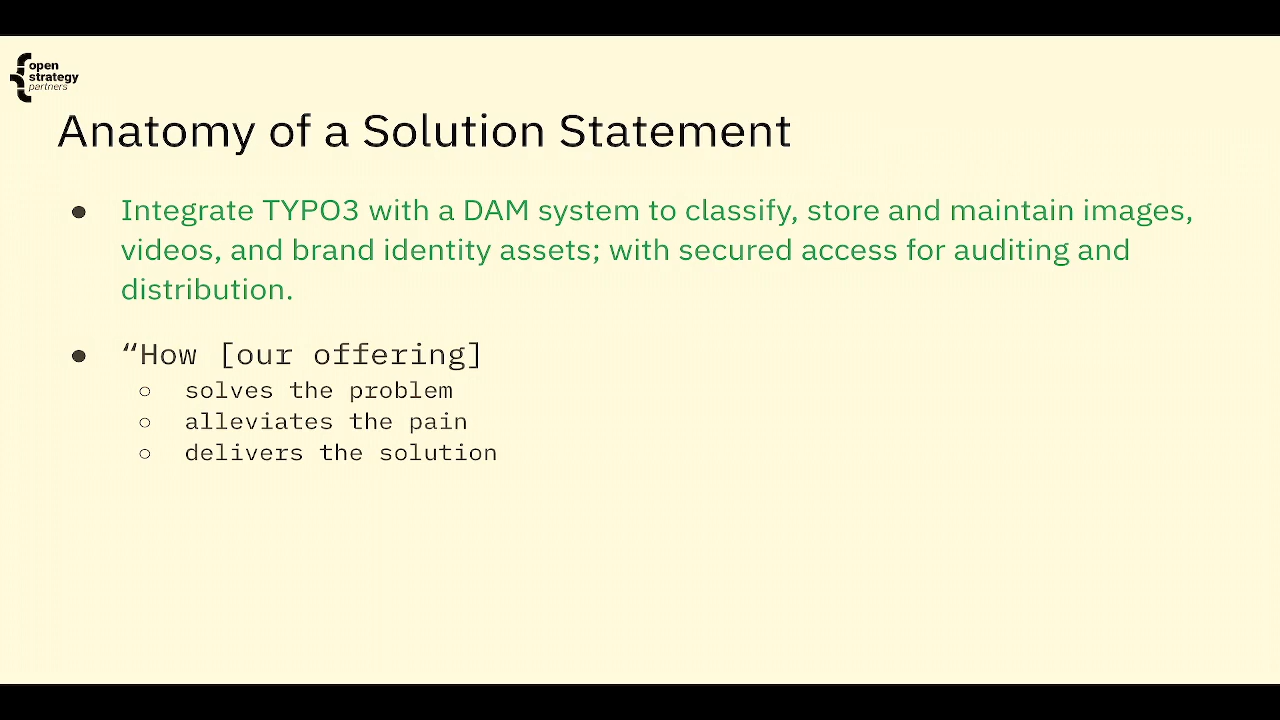 open
strategy
partners
Anatomy of a Solution Statement
● Integrate TYPO3 with a DAM system to classify, store and maintain images,
videos, and brand identity assets; with secured access for auditing and
distribution.
● “How [our offering]
○ solves the problem
○ alleviates the pain
○ delivers the solution